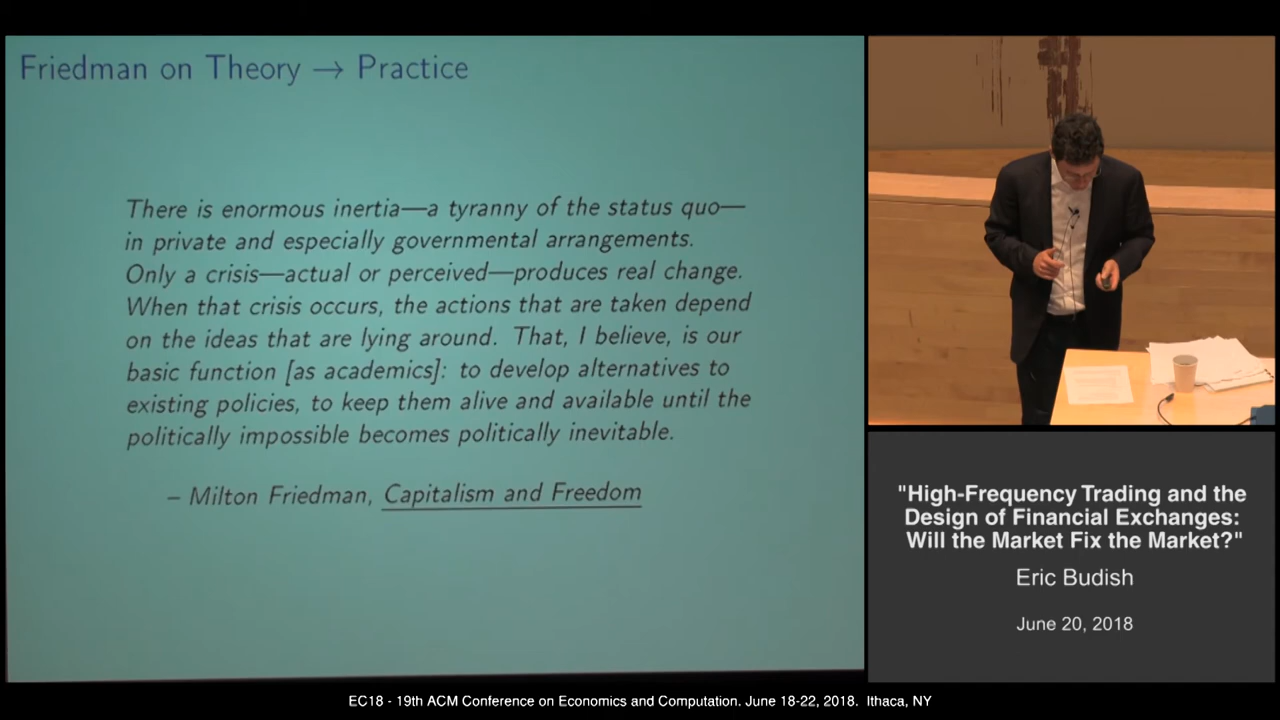 Friedman on Theory → Practice
There is enormous inertia—a tyranny of the status quo—
in private and especially governmental arrangements.
Only a crisis—actual or perceived—produces real change.
When that crisis occurs, the actions that are taken depend
on the ideas that are lying around. That, I believe, is our
basic function [as academics]: to develop alternatives to
existing policies, to keep them alive and available until the
politically impossible becomes politically inevitable.
– Milton Friedman, Capitalism and Freedom
"High-Frequency Trading and the
Design of Financial Exchanges:
Will the Market Fix the Market?"
Eric Budish
June 20, 2018
EC18 - 19th ACM Conference on Economics and Computation. June 18-22, 2018. Ithaca, NY